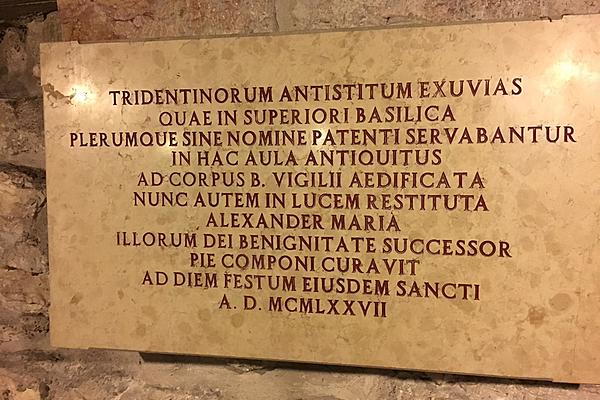 TRIDENTINORUM ANTISTITUM EXUVIAS
QUAE IN SUPERIORI BASILICA
PLERUMQUE SINE NOMINE PATENTI SERVABANTUR
IN HAC AULA ANTIQUITUS
AD CORPUS B. VIGILII AEDIFICATA
NUNC AUTEM IN LUCEM RESTITUTA
ALEXANDER MARIA
ILLORUM DEI BENIGNITATE SUCCESSOR
PIE COMPONI CURAVIT
AD DIEM FESTUM EIUSDEM SANCTI
A. D. MCMLXXVII